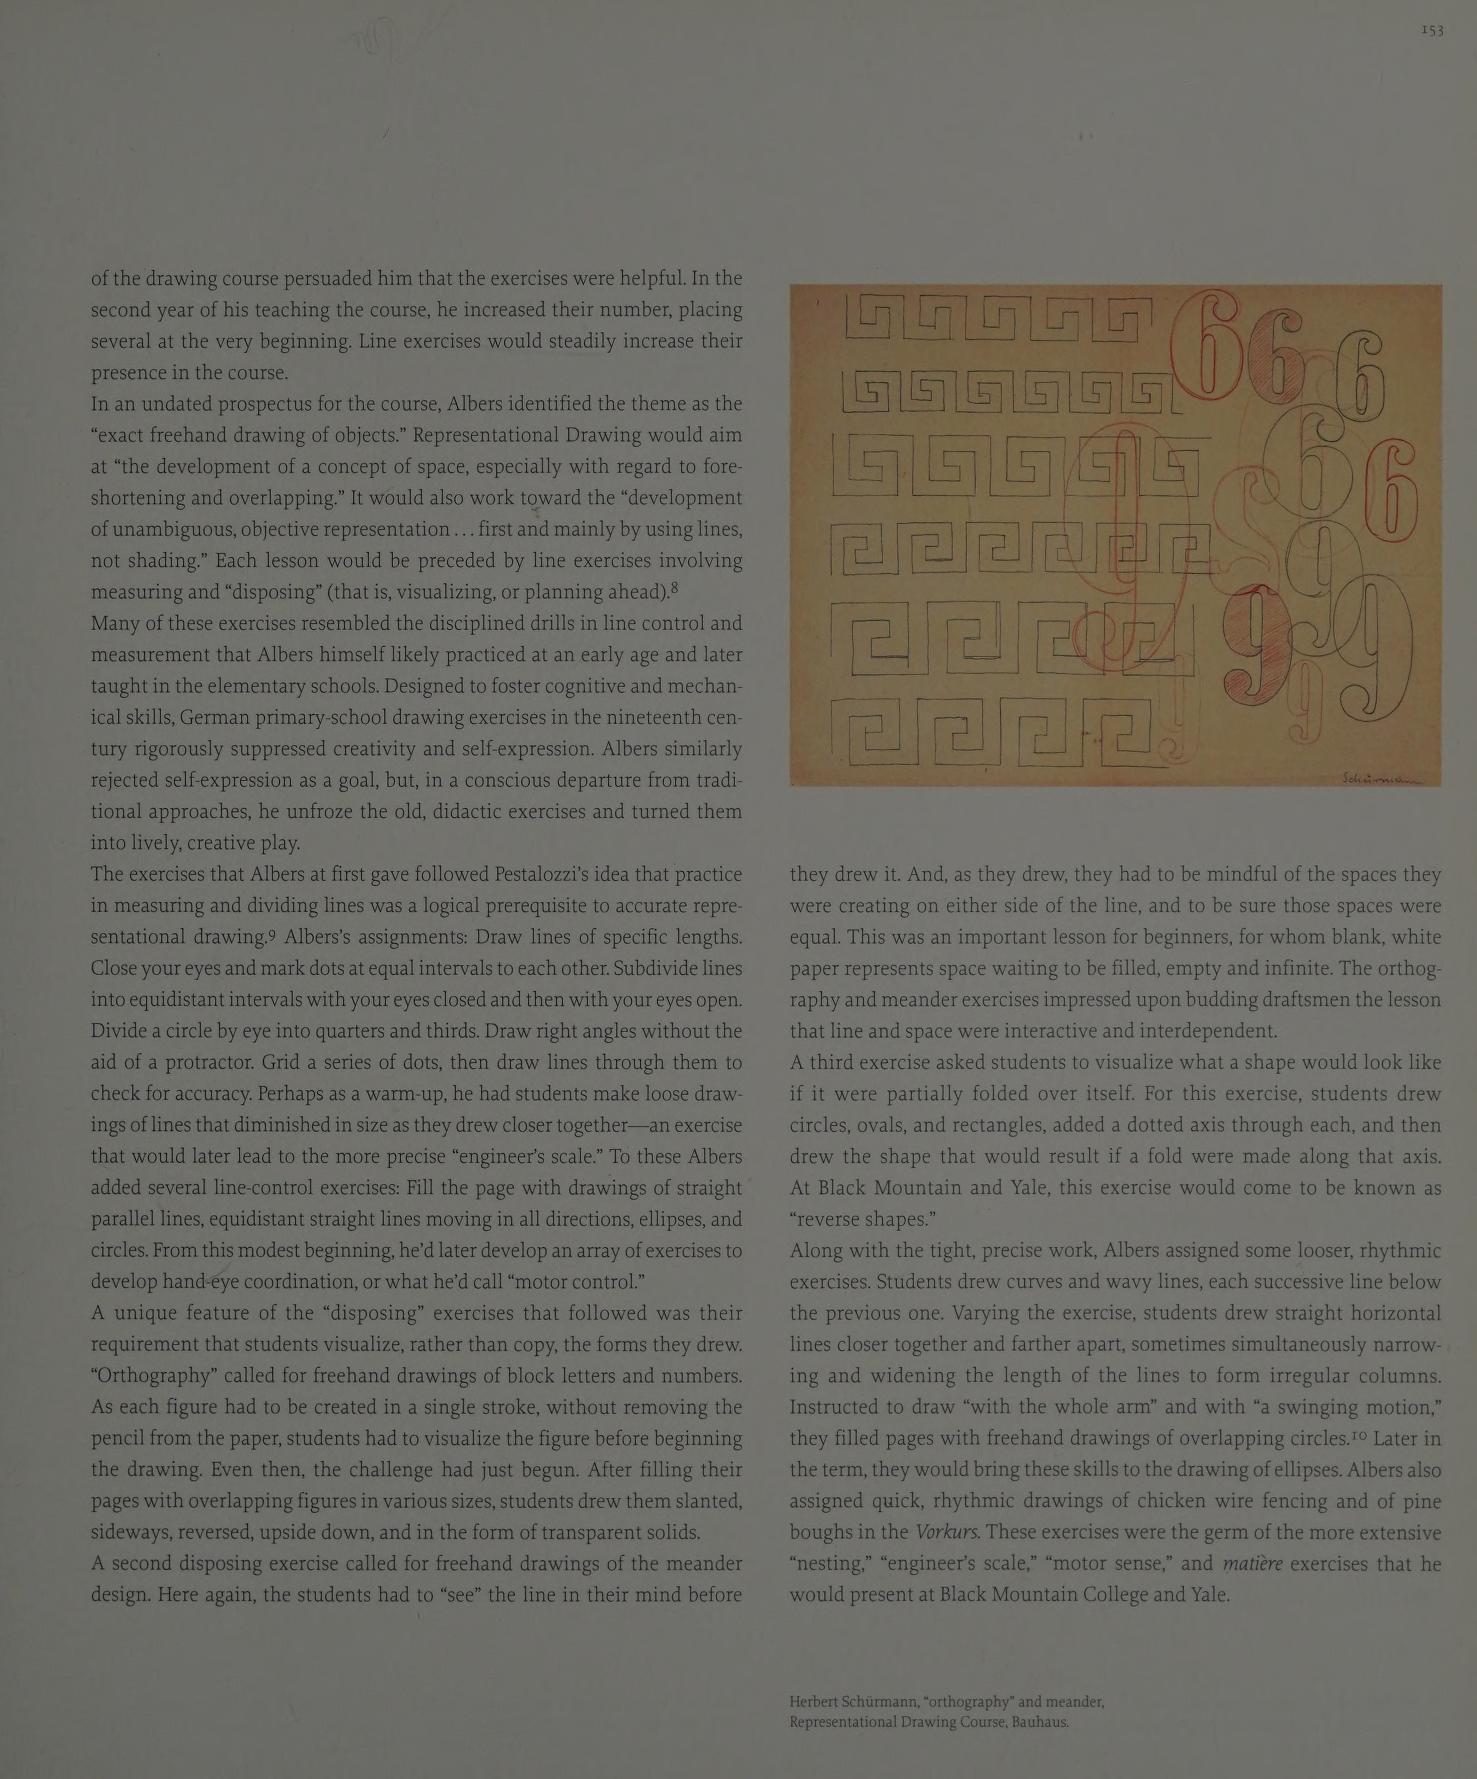 153
of the drawing course persuaded him that the exercises were helpful. In the
second year of his teaching the course, he increased their number, placing
several at the very beginning. Line exercises would steadily increase their
presence in the course.
In an undated prospectus for the course, Albers identified the theme as the
“exact freehand drawing of objects.” Representational Drawing would aim
at “the development of a concept of space, especially with regard to fore-
shortening and overlapping.” It would also work toward the “development
of unambiguous, objective representation . . . first and mainly by using lines,
not shading.” Each lesson would be preceded by line exercises involving
measuring and “disposing” (that is, visualizing, or planning ahead).8
Many of these exercises resembled the disciplined drills in line control and
measurement that Albers himself likely practiced at an early age and later
taught in the elementary schools. Designed to foster cognitive and mechan-
ical skills, German primary-school drawing exercises in the nineteenth cen-
tury rigorously suppressed creativity and self-expression. Albers similarly
rejected self-expression as a goal, but, in a conscious departure from tradi-
tional approaches, he unfroze the old, didactic exercises and turned them
into lively, creative play.
The exercises that Albers at first gave followed Pestalozzi’s idea that practice
in measuring and dividing lines was a logical prerequisite to accurate repre-
sentational drawing.9 Albers’s assignments: Draw lines of specific lengths.
Close your eyes and mark dots at equal intervals to each other. Subdivide lines
into equidistant intervals with your eyes closed and then with your eyes open.
Divide a circle by eye into quarters and thirds. Draw right angles without the
aid of a protractor. Grid a series of dots, then draw lines through them to
check for accuracy. Perhaps as a warm-up, he had students make loose draw-
ings of lines that diminished in size as they drew closer together—an exercise
that would later lead to the more precise “engineer’s scale.” To these Albers
added several line-control exercises: Fill the page with drawings of straight
parallel lines, equidistant straight lines moving in all directions, ellipses, and
circles. From this modest beginning, he’d later develop an array of exercises to
develop hand-eye coordination, or what he’d call “motor control.”
A unique feature of the “disposing” exercises that followed was their
requirement that students visualize, rather than copy, the forms they drew.
“Orthography” called for freehand drawings of block letters and numbers.
As each figure had to be created in a single stroke, without removing the
pencil from the paper, students had to visualize the figure before beginning
the drawing. Even then, the challenge had just begun. After filling their
pages with overlapping figures in various sizes, students drew them slanted,
sideways, reversed, upside down, and in the form of transparent solids.
A second disposing exercise called for freehand drawings of the meander
design. Here again, the students had to “see” the line in their mind before
6 6 6
6 6
9 9
9 9
9 9
Schürmann
they drew it. And, as they drew, they had to be mindful of the spaces they
were creating on either side of the line, and to be sure those spaces were
equal. This was an important lesson for beginners, for whom blank, white
paper represents space waiting to be filled, empty and infinite. The orthog-
raphy and meander exercises impressed upon budding draftsmen the lesson
that line and space were interactive and interdependent.
A third exercise asked students to visualize what a shape would look like
if it were partially folded over itself. For this exercise, students drew
circles, ovals, and rectangles, added a dotted axis through each, and then
drew the shape that would result if a fold were made along that axis.
At Black Mountain and Yale, this exercise would come to be known as
“reverse shapes.”
Along with the tight, precise work, Albers assigned some looser, rhythmic
exercises. Students drew curves and wavy lines, each successive line below
the previous one. Varying the exercise, students drew straight horizontal
lines closer together and farther apart, sometimes simultaneously narrow-
ing and widening the length of the lines to form irregular columns.
Instructed to draw “with the whole arm” and with “a swinging motion,”
they filled pages with freehand drawings of overlapping circles.10 Later in
the term, they would bring these skills to the drawing of ellipses. Albers also
assigned quick, rhythmic drawings of chicken wire fencing and of pine
boughs in the Vorkurs. These exercises were the germ of the more extensive
“nesting,” “engineer’s scale,” “motor sense,” and matière exercises that he
would present at Black Mountain College and Yale.
Herbert Schürmann, “orthography” and meander,
Representational Drawing Course, Bauhaus.